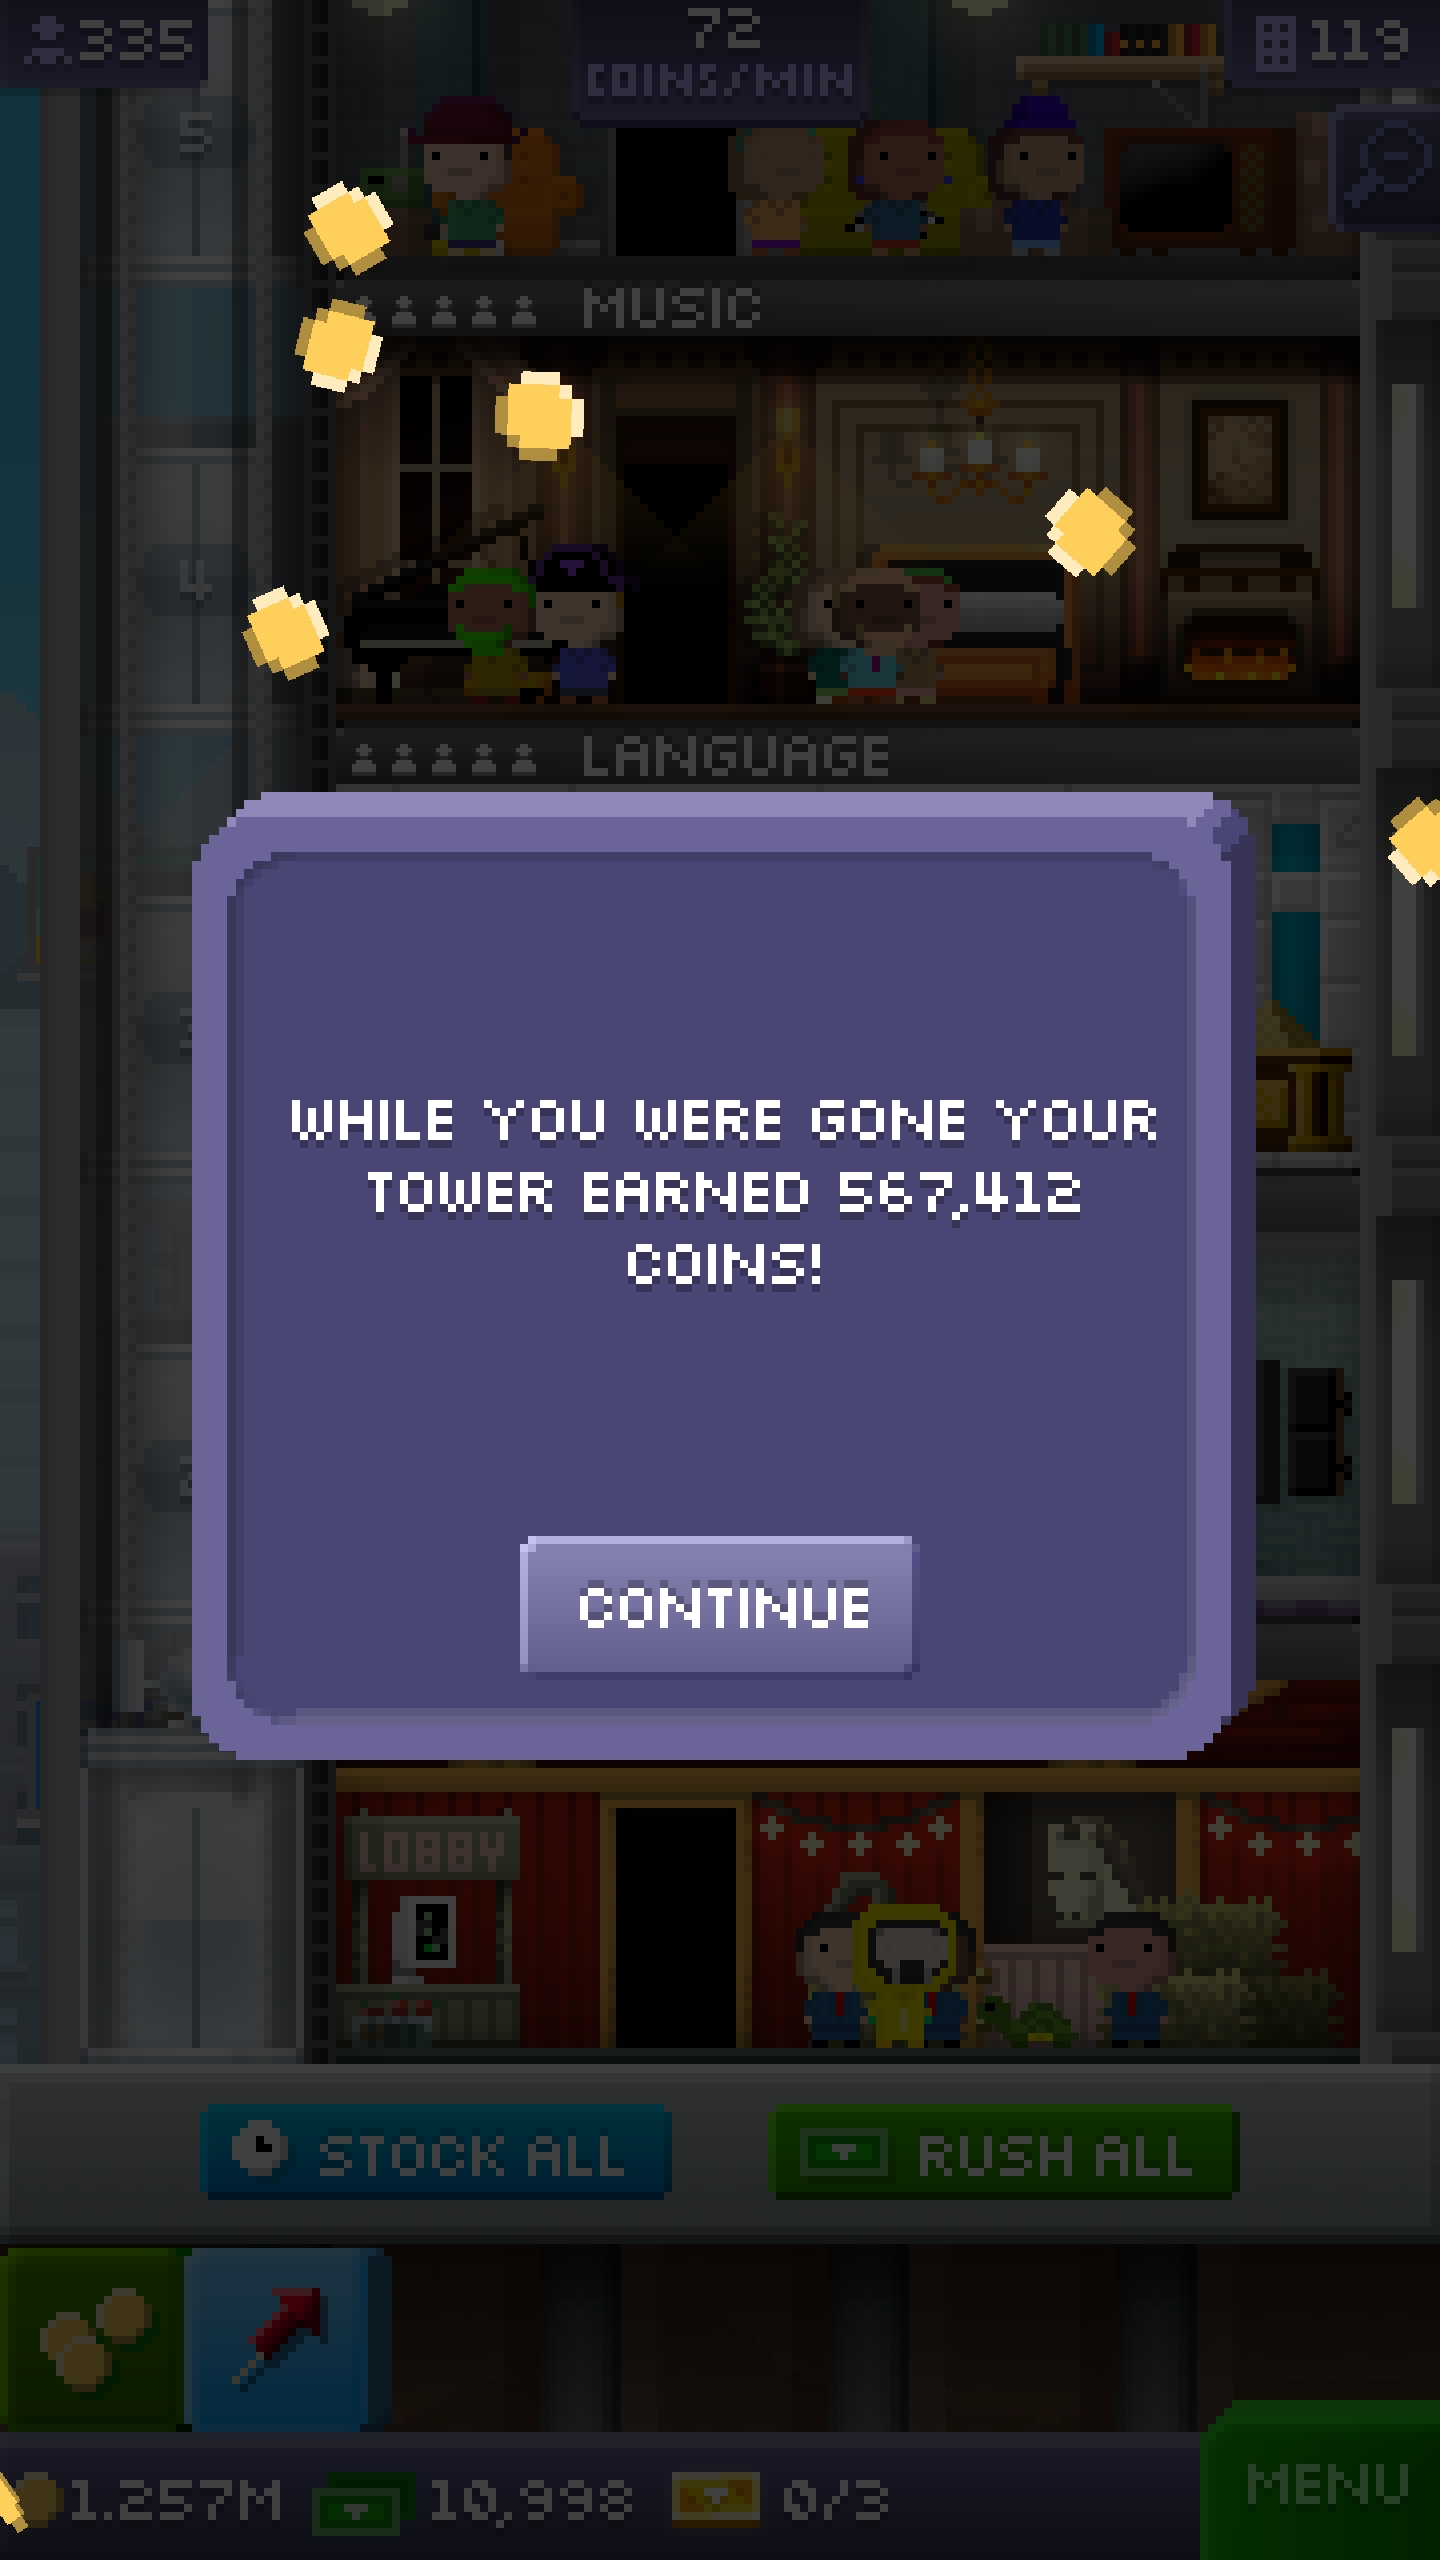 335
72
COINS/MIN
119
5
MUSIC
4
LANGUAGE
WHILE YOU WERE GONE YOUR
TOWER EARNED 567,412
COINS!
CONTINUE
LOBBY
STOCK ALL
RUSH ALL
1.257M
10,998
0/3
MENU